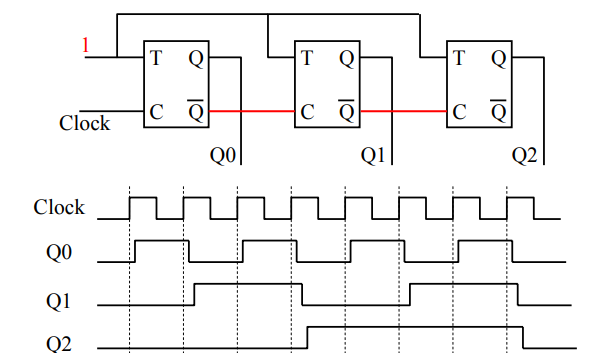 1
T Q T Q T Q
C Q C Q C Q
Clock
Q0 Q1 Q2
Clock
Q0
Q1
Q2